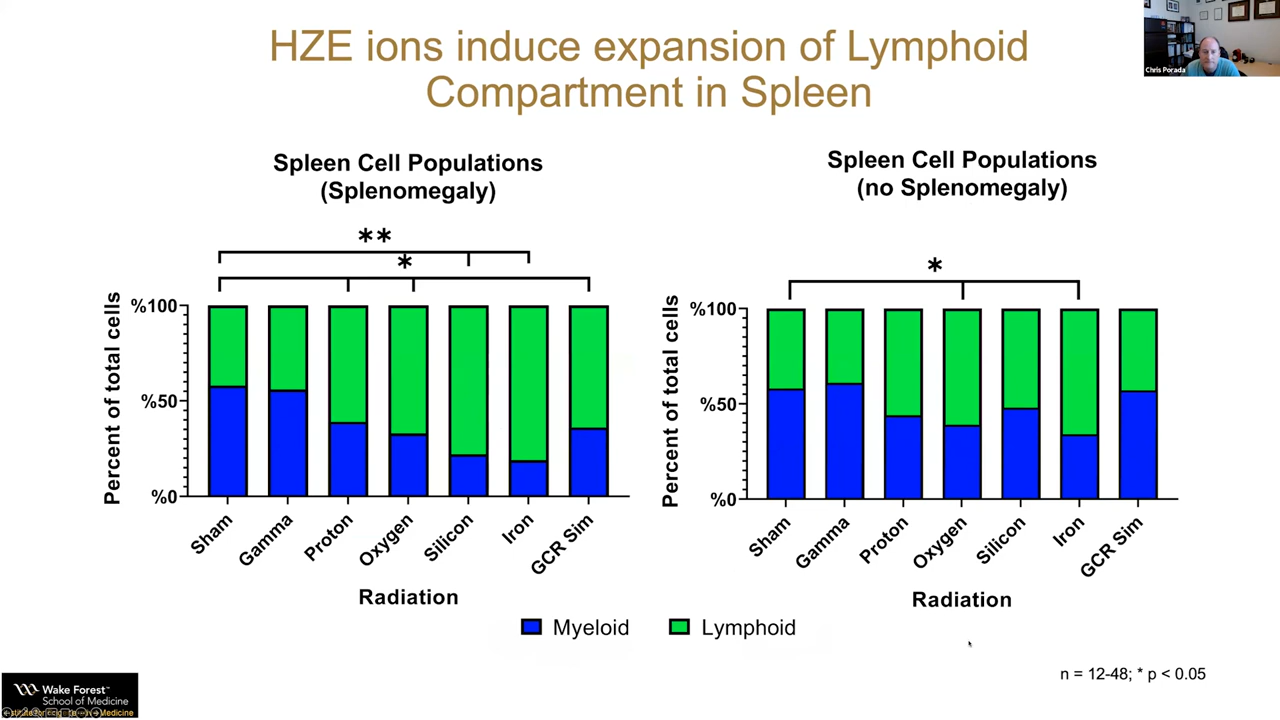 HZE ions induce expansion of Lymphoid
Compartment in Spleen
Chris Porada
Spleen Cell Populations
(Splenomegaly)
**
*
Percent of total cells
%100
%50
%0
Sham
Gamma
Proton
Oxygen
Silicon
Iron
GCR Sim
Radiation
Spleen Cell Populations
(no Splenomegaly)
*
Percent of total cells
%100
%50
%0
Sham
Gamma
Proton
Oxygen
Silicon
Iron
GCR Sim
Radiation
Myeloid
Lymphoid
n = 12-48; * p < 0.05
Wake Forest™
School of Medicine
Medicine